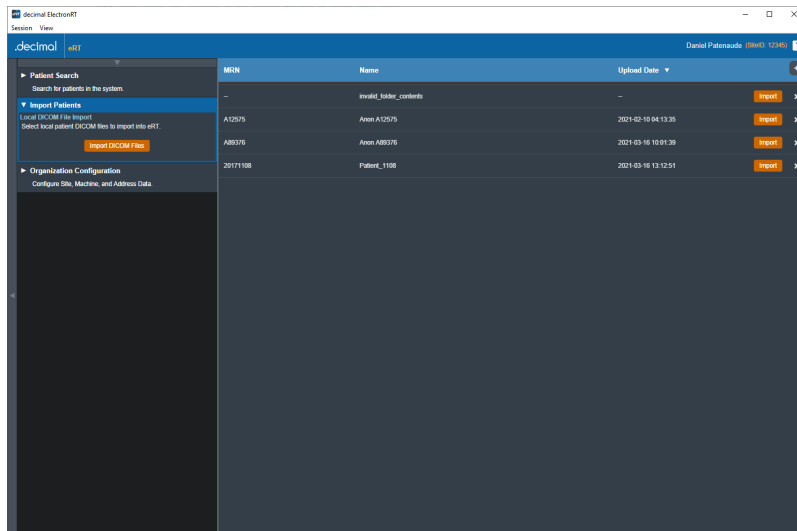 decimal ElectronRT
Session View
.decimal eRT
Daniel Patenaude (SiteID: 12345)
Patient Search
Search for patients in the system.
Import Patients
Local DICOM File Import
Select local patient DICOM files to import into eRT.
Import DICOM Files
Organization Configuration
Configure Site, Machine, and Address Data.
MRN Name Upload Date
-- invalid_folder_contents -- Import
A12575 Anon A12575 2021-02-10 04:13:35 Import
A89376 Anon A89376 2021-03-16 10:01:39 Import
20171108 Patient_1108 2021-03-16 13:12:51 Import